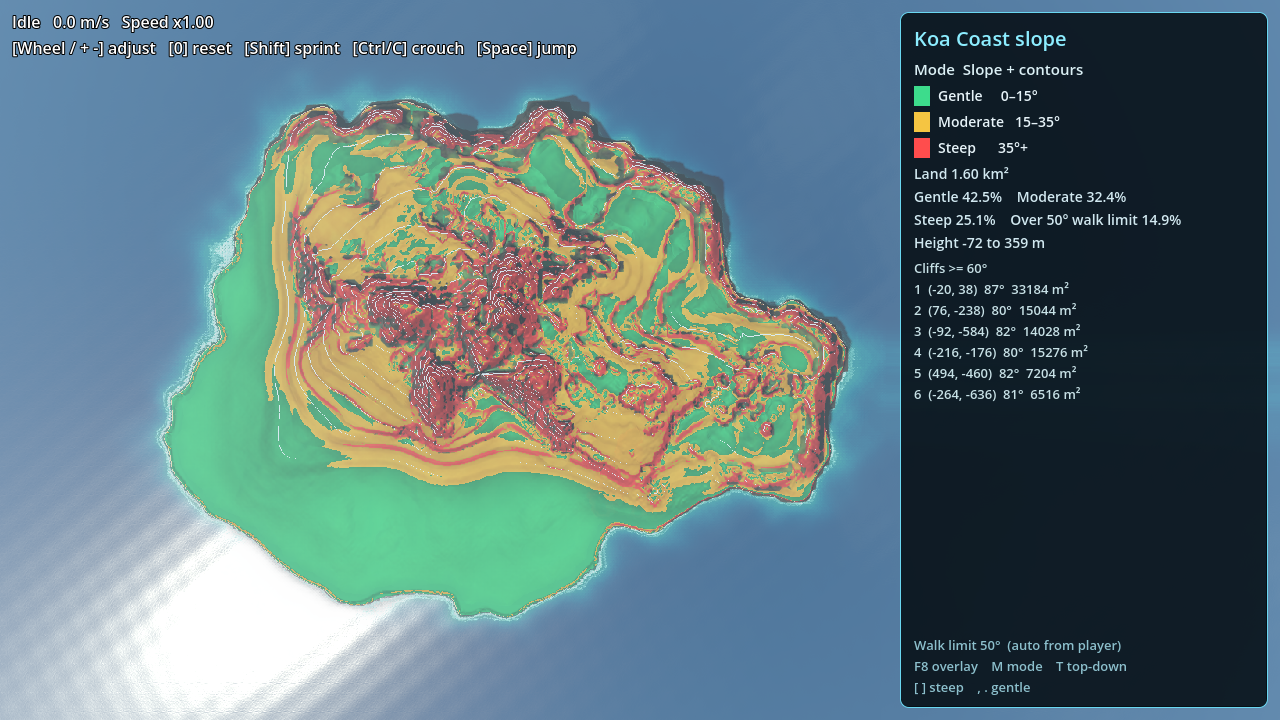 Idle 0.0 m/s Speed x1.00
[Wheel / + -] adjust [0] reset [Shift] sprint [Ctrl/C] crouch [Space] jump
Koa Coast slope
Mode Slope + contours
Gentle 0–15°
Moderate 15–35°
Steep 35°+
Land 1.60 km²
Gentle 42.5% Moderate 32.4%
Steep 25.1% Over 50° walk limit 14.9%
Height -72 to 359 m
Cliffs >= 60°
1 (-20, 38) 87° 33184 m²
2 (76, -238) 80° 15044 m²
3 (-92, -584) 82° 14028 m²
4 (-216, -176) 80° 15276 m²
5 (494, -460) 82° 7204 m²
6 (-264, -636) 81° 6516 m²
Walk limit 50° (auto from player)
F8 overlay M mode T top-down
[ ] steep , . gentle